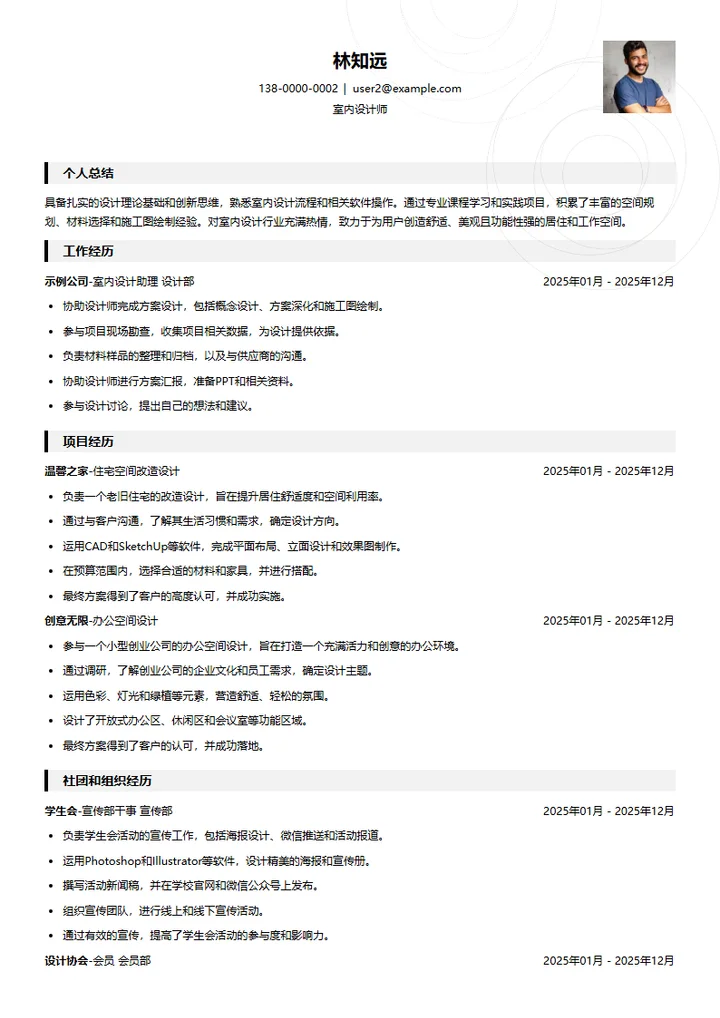 林知远
138-0000-0002 | user2@example.com
室内设计师
个人总结
具备扎实的设计理论基础和创新思维，熟悉室内设计流程和相关软件操作。通过专业课程学习和实践项目，积累了丰富的空间规
划、材料选择和施工图绘制经验。对室内设计行业充满热情，致力于为用户创造舒适、美观且功能性强的居住和工作空间。
工作经历
示例公司-室内设计助理 设计部 2025年01月 - 2025年12月
• 协助设计师完成方案设计，包括概念设计、方案深化和施工图绘制。
• 参与项目现场勘查，收集项目相关数据，为设计提供依据。
• 负责材料样品的整理和归档，以及与供应商的沟通。
• 协助设计师进行方案汇报，准备PPT和相关资料。
• 参与设计讨论，提出自己的想法和建议。
项目经历
温馨之家-住宅空间改造设计 2025年01月 - 2025年12月
• 负责一个老旧住宅的改造设计，旨在提升居住舒适度和空间利用率。
• 通过与客户沟通，了解其生活习惯和需求，确定设计方向。
• 运用CAD和SketchUp等软件，完成平面布局、立面设计和效果图制作。
• 在预算范围内，选择合适的材料和家具，并进行搭配。
• 最终方案得到了客户的高度认可，并成功实施。
创意无限-办公空间设计 2025年01月 - 2025年12月
• 参与一个小型创业公司的办公空间设计，旨在打造一个充满活力和创意的办公环境。
• 通过调研，了解创业公司的企业文化和员工需求，确定设计主题。
• 运用色彩、灯光和绿植等元素，营造舒适、轻松的氛围。
• 设计了开放式办公区、休闲区和会议室等功能区域。
• 最终方案得到了客户的认可，并成功落地。
社团和组织经历
学生会-宣传部干事 宣传部 2025年01月 - 2025年12月
• 负责学生会活动的宣传工作，包括海报设计、微信推送和活动报道。
• 运用Photoshop和Illustrator等软件，设计精美的海报和宣传册。
• 撰写活动新闻稿，并在学校官网和微信公众号上发布。
• 组织宣传团队，进行线上和线下宣传活动。
• 通过有效的宣传，提高了学生会活动的参与度和影响力。
设计协会-会员 会员部 2025年01月 - 2025年12月